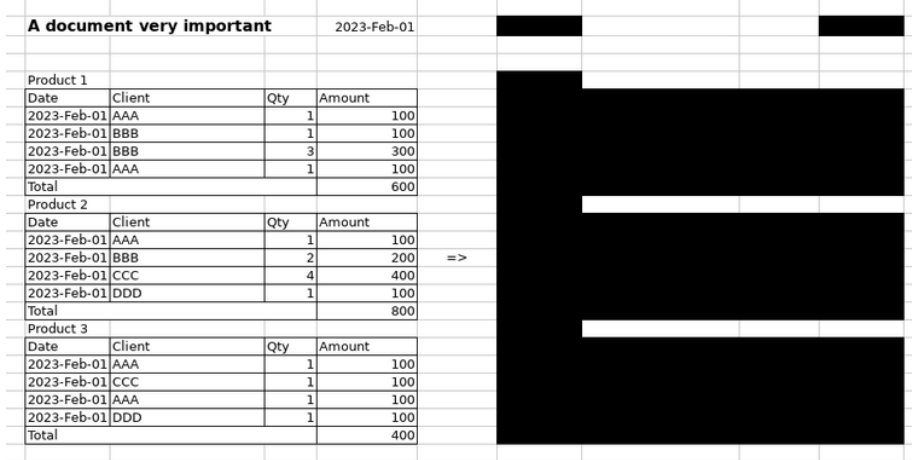 A document very important 2023-Feb-01
Product 1
Date Client Qty Amount
2023-Feb-01 AAA 1 100
2023-Feb-01 BBB 1 100
2023-Feb-01 BBB 3 300
2023-Feb-01 AAA 1 100
Total 600
Product 2
Date Client Qty Amount
2023-Feb-01 AAA 1 100
2023-Feb-01 BBB 2 200 =>
2023-Feb-01 CCC 4 400
2023-Feb-01 DDD 1 100
Total 800
Product 3
Date Client Qty Amount
2023-Feb-01 AAA 1 100
2023-Feb-01 CCC 1 100
2023-Feb-01 AAA 1 100
2023-Feb-01 DDD 1 100
Total 400